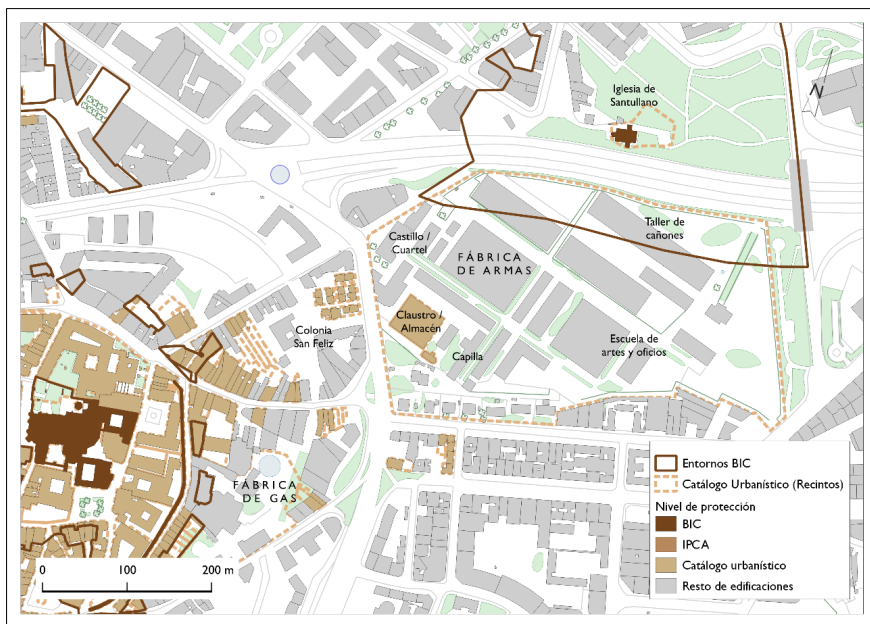 Iglesia de
Santullano
N
Taller de
cañones
Castillo /
Cuartel
FÁBRICA
DE ARMAS
Claustro /
Almacén
Colonia
San Feliz
Capilla
Escuela de
artes y oficios
FÁBRICA
DE GAS
Entornos BIC
Catálogo Urbanístico (Recintos)
Nivel de protección
BIC
IPCA
Catálogo urbanístico
Resto de edificaciones
0 100 200 m